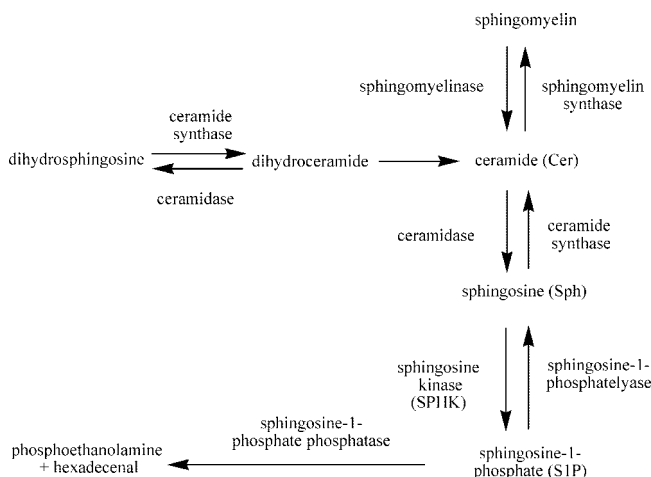 sphingomyelin
sphingomyelinase
sphingomyelin
synthase
ceramide
synthase
dihydrosphingosine
dihydroceramide
ceramide (Cer)
ceramidase
ceramidase
ceramide
synthase
sphingosine (Sph)
sphingosine
kinase
(SPHK)
sphingosine-1-
phosphatelyase
sphingosine-1-
phosphate phosphatase
phosphoethanolamine
+ hexadecenal
sphingosine-1-
phosphate (S1P)